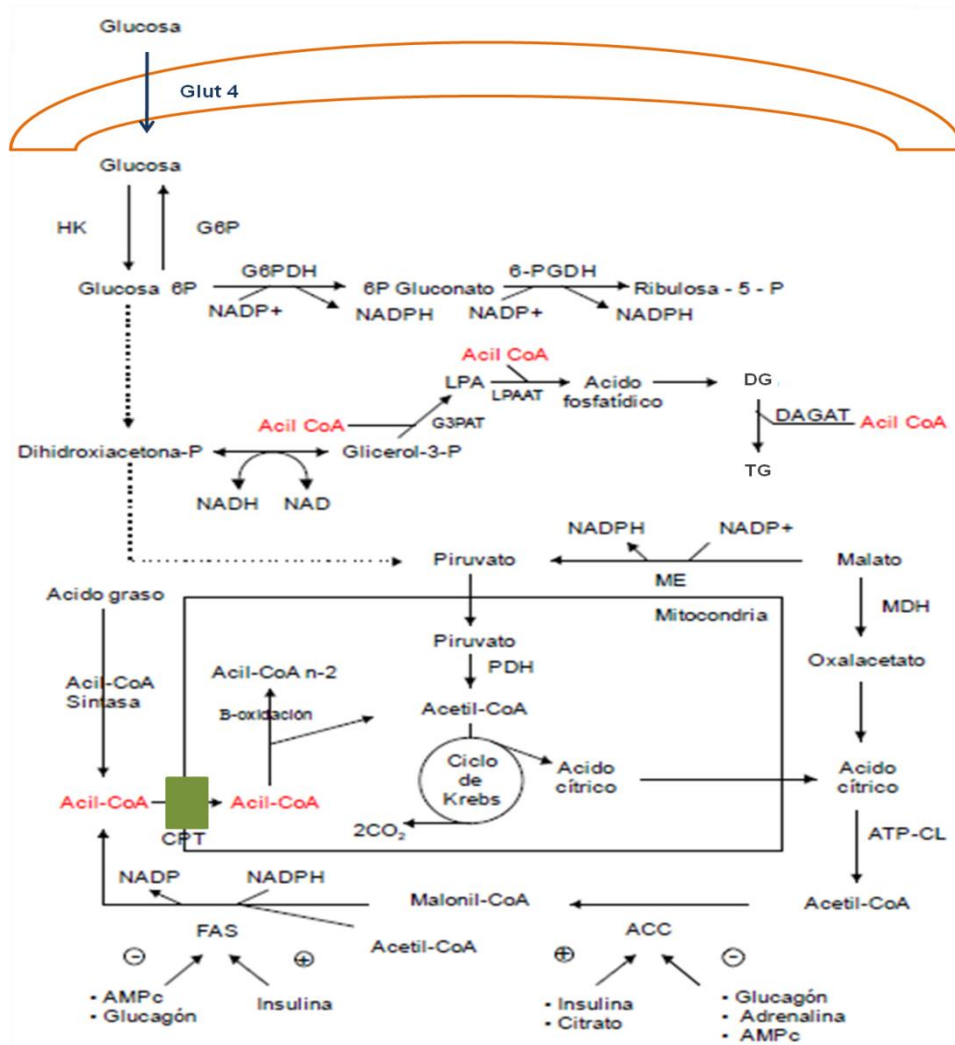 Glucosa
Glut 4
Glucosa
HK
G6P
Glucosa 6P
G6PDH
NADP+
NADPH
6P Gluconato
6-PGDH
NADP+
NADPH
Ribulosa - 5 - P
Acil CoA
LPA
LPAAT
Acido
fosfatídico
DG
DAGAT
Acil CoA
TG
Acil CoA
G3PAT
Dihidroxiacetona-P
Glicerol-3-P
NADH
NAD
NADPH
NADP+
Piruvato
ME
Malato
Acido graso
Mitocondria
MDH
Piruvato
PDH
Oxalacetato
Acil-CoA
Sintasa
Acil-CoA n-2
B-oxidación
Acetil-CoA
Ciclo
de
Krebs
Acido
cítrico
Acido
cítrico
Acil-CoA
Acil-CoA
CPT
2CO₂
ATP-CL
NADP
NADPH
Malonil-CoA
Acetil-CoA
FAS
Acetil-CoA
ACC
-
+
+
-
• AMPc
• Glucagón
Insulina
• Insulina
• Citrato
• Glucagón
• Adrenalina
• AMPc